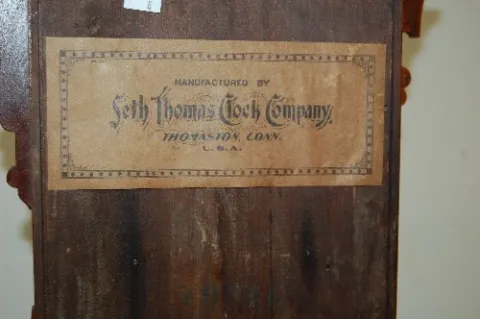 MANUFACTURED BY
Seth Thomas Clock Company,
THOMASTON, CONN.
U.S.A.